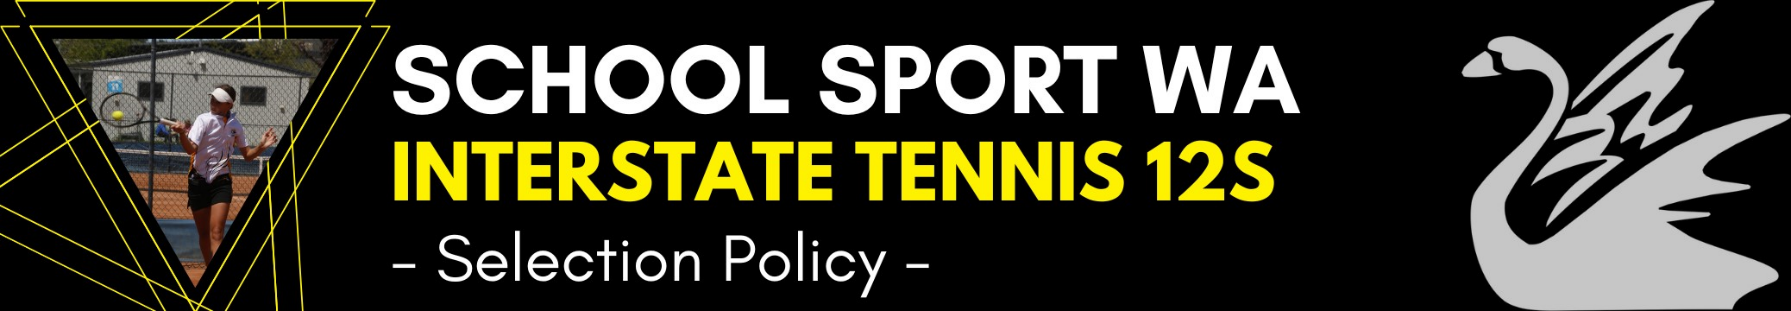 SCHOOL SPORT WA
INTERSTATE TENNIS 12S
- Selection Policy -